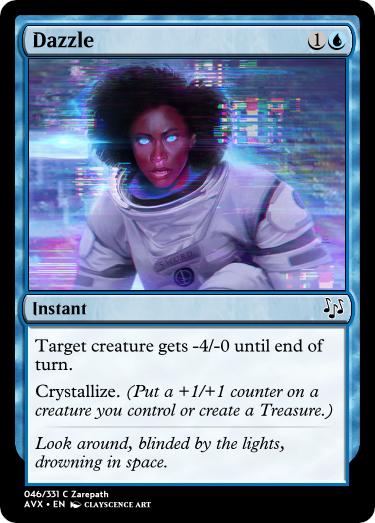 Dazzle 1
Instant
Target creature gets -4/-0 until end of
turn.
Crystallize. (Put a +1/+1 counter on a
creature you control or create a Treasure.)
Look around, blinded by the lights,
drowning in space.
046/331 C Zarepath
AVX • EN CLAYSCIENCE ART